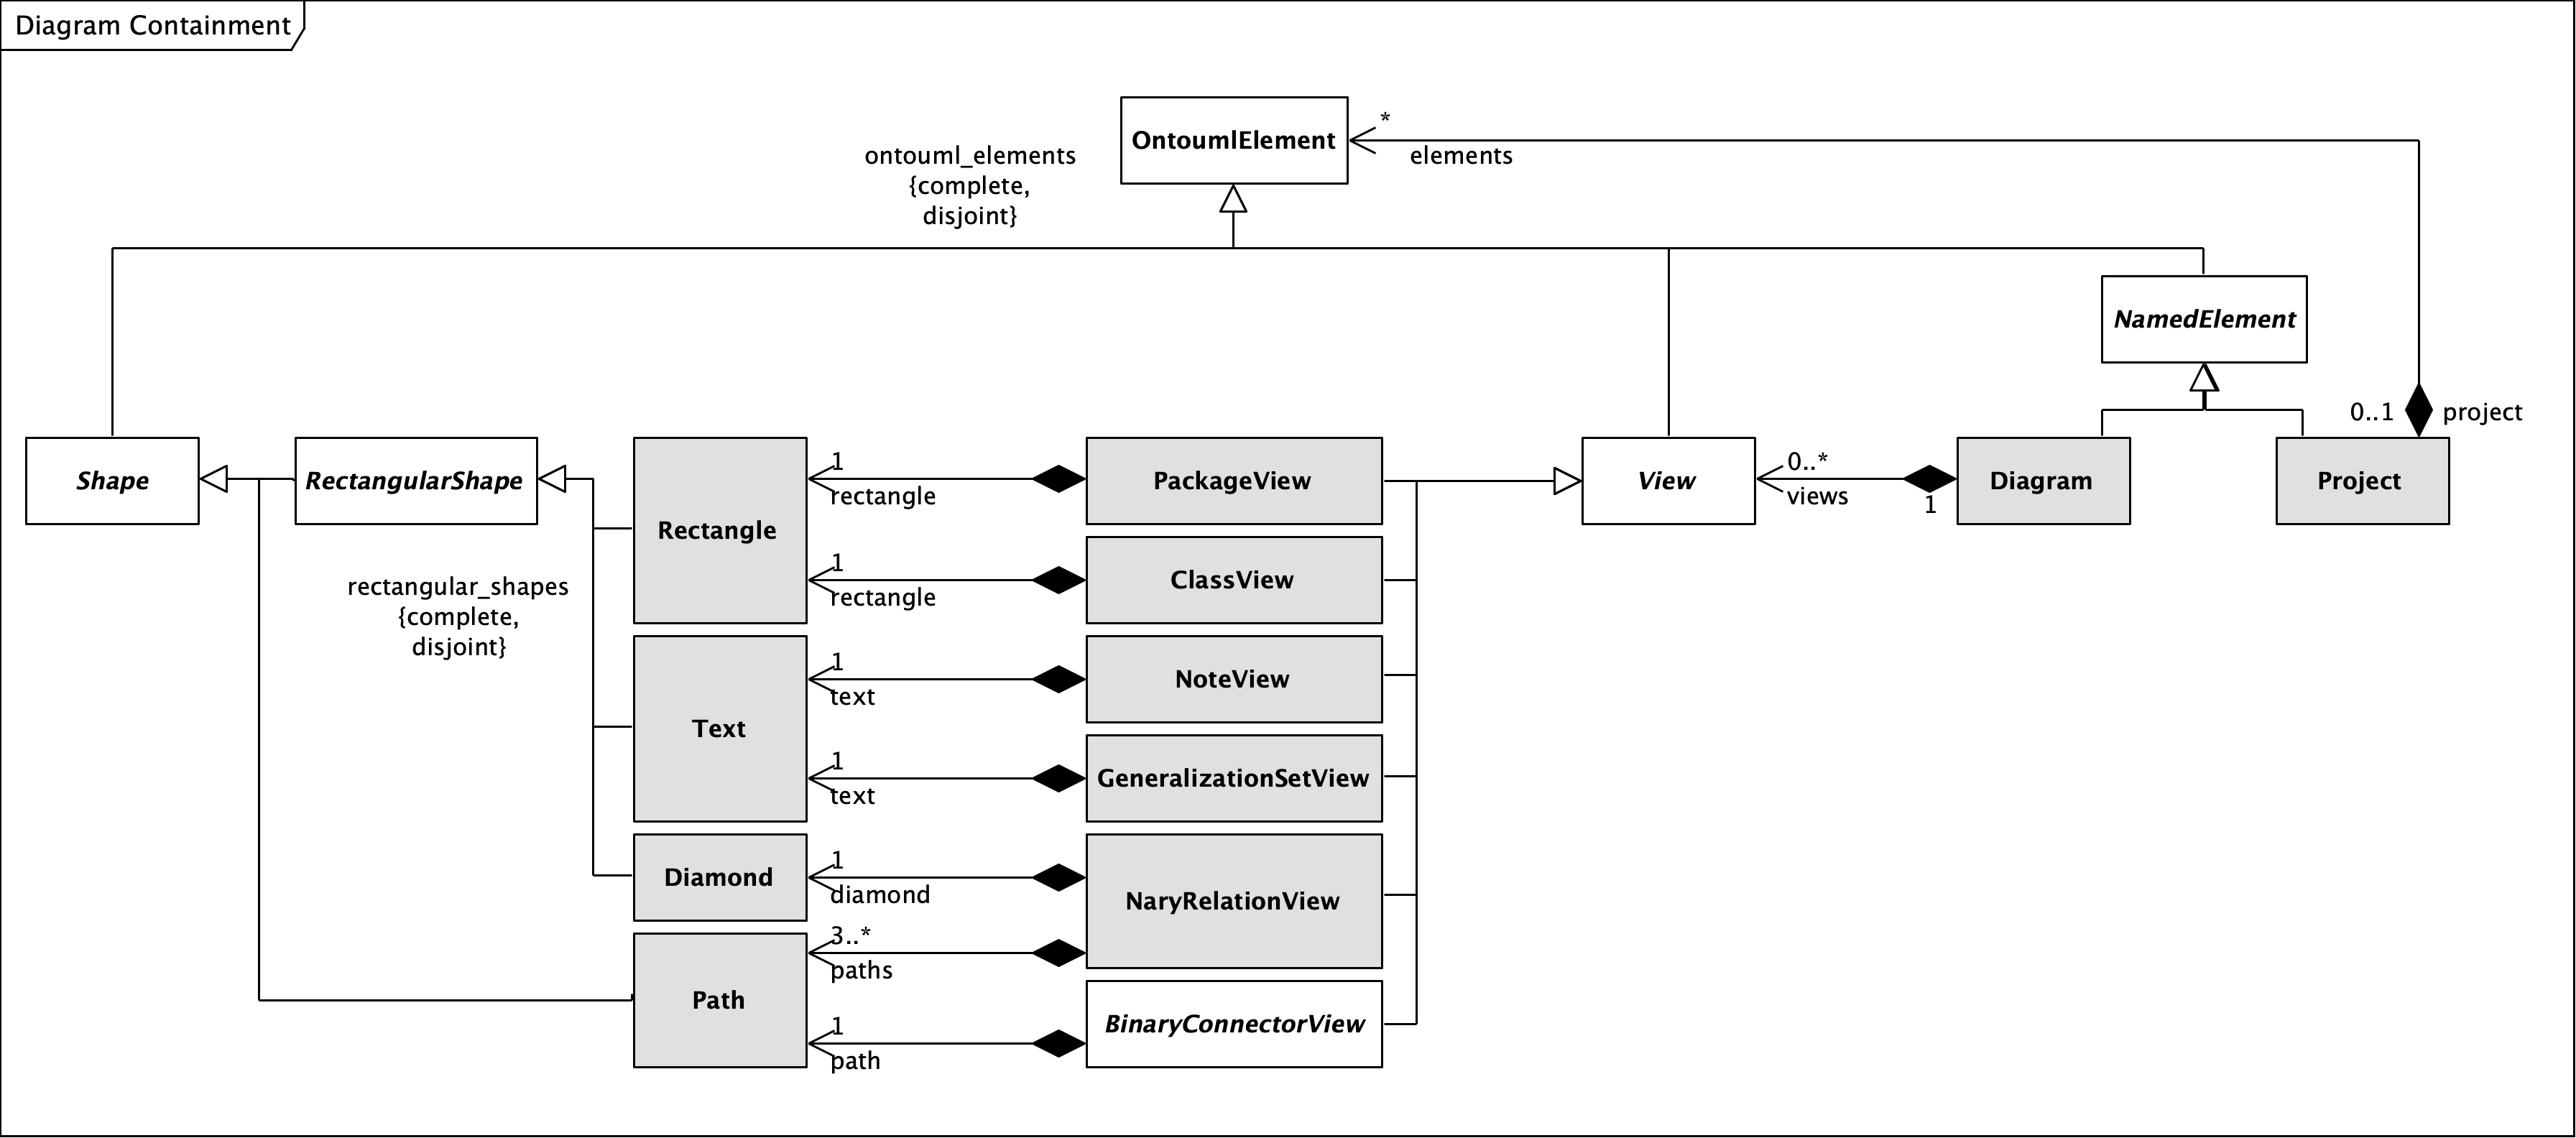 Diagram Containment
OntoumlElement
*
elements
ontouml_elements
{complete,
disjoint}
NamedElement
0..1
project
Shape
RectangularShape
Rectangle
1
rectangle
PackageView
View
0..*
views
1
Diagram
Project
1
rectangle
ClassView
rectangular_shapes
{complete,
disjoint}
Text
1
text
NoteView
1
text
GeneralizationSetView
Diamond
1
diamond
NaryRelationView
3..*
paths
Path
1
path
BinaryConnectorView